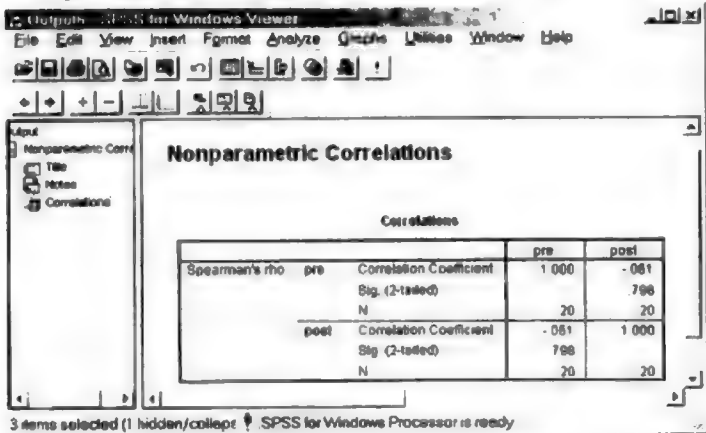 Output5 - SPSS for Windows Viewer
File Edit View Insert Format Analyze Graphs Utilities Window Help
utput
Nonparametric Corre
Title
Notes
Correlations
Nonparametric Correlations
Correlations
pre post
Spearman's rho pre Correlation Coefficient 1.000 -.061
Sig. (2-tailed) .798
N 20 20
post Correlation Coefficient -.061 1.000
Sig. (2-tailed) .798
N 20 20
3 items selected (1 hidden/collaps SPSS for Windows Processor is ready